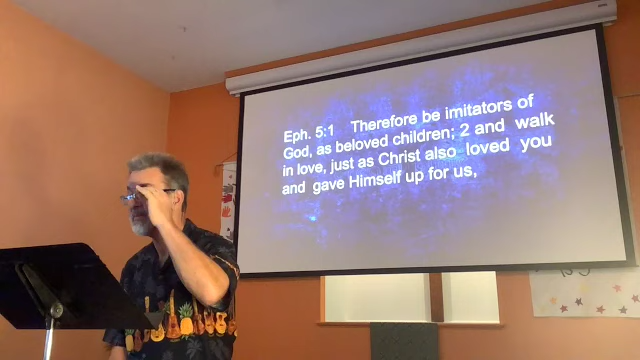 Eph. 5:1 Therefore be imitators of
God, as beloved children; 2 and walk
in love, just as Christ also loved you
and gave Himself up for us,